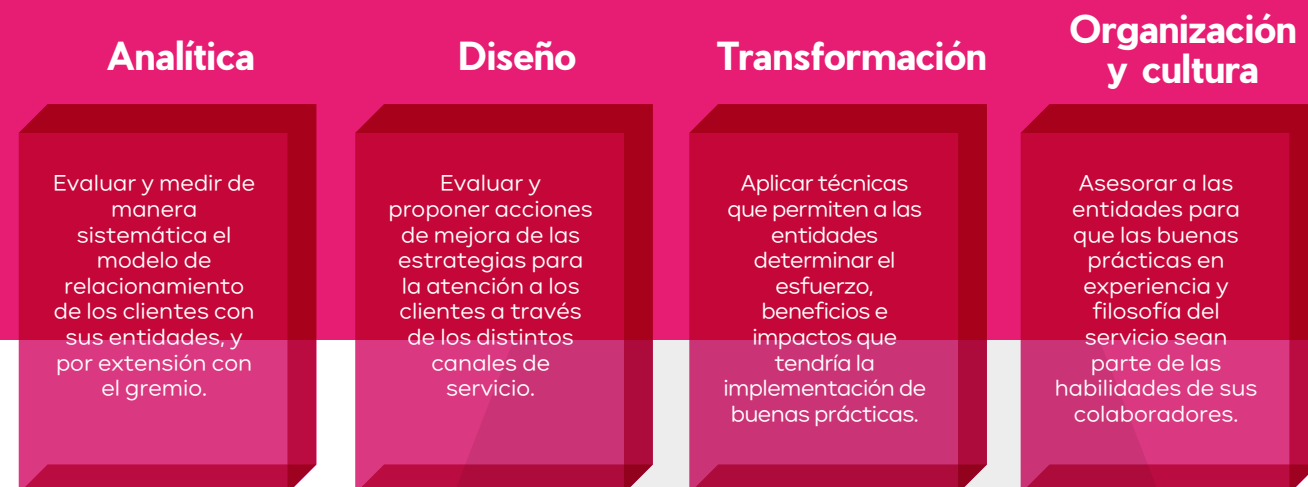 Analítica
Evaluar y medir de
manera
sistemática el
modelo de
relacionamiento
de los clientes con
sus entidades, y
por extensión con
el gremio.
Diseño
Evaluar y
proponer acciones
de mejora de las
estrategias para
la atención a los
clientes a través
de los distintos
canales de
servicio.
Transformación
Aplicar técnicas
que permiten a las
entidades
determinar el
esfuerzo,
beneficios e
impactos que
tendría la
implementación de
buenas prácticas.
Organización
y cultura
Asesorar a las
entidades para
que las buenas
prácticas en
experiencia y
filosofía del
servicio sean
parte de las
habilidades de sus
colaboradores.